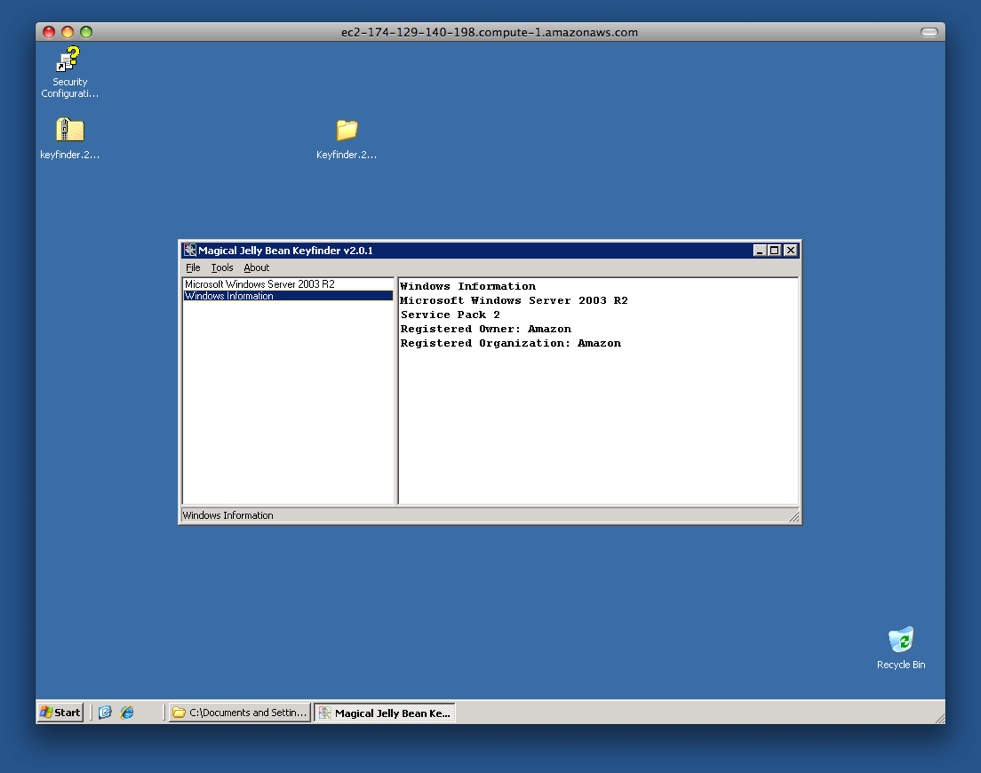 ec2-174-129-140-198.compute-1.amazonaws.com
Security
Configurati...
keyfinder.2...
Keyfinder.2...
Magical Jelly Bean Keyfinder v2.0.1
File Tools About
Microsoft Windows Server 2003 R2
Windows Information
Windows Information
Microsoft Windows Server 2003 R2
Service Pack 2
Registered Owner: Amazon
Registered Organization: Amazon
Windows Information
Recycle Bin
Start
C:\Documents and Settin...
Magical Jelly Bean Ke...